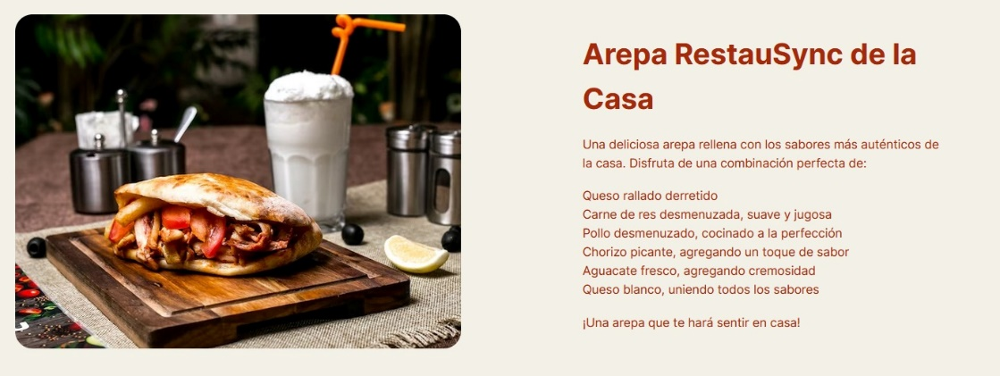 Arepa RestauSync de la
Casa
Una deliciosa arepa rellena con los sabores más auténticos de
la casa. Disfruta de una combinación perfecta de:
Queso rallado derretido
Carne de res desmenuzada, suave y jugosa
Pollo desmenuzado, cocinado a la perfección
Chorizo picante, agregando un toque de sabor
Aguacate fresco, agregando cremosidad
Queso blanco, uniendo todos los sabores
¡Una arepa que te hará sentir en casa!